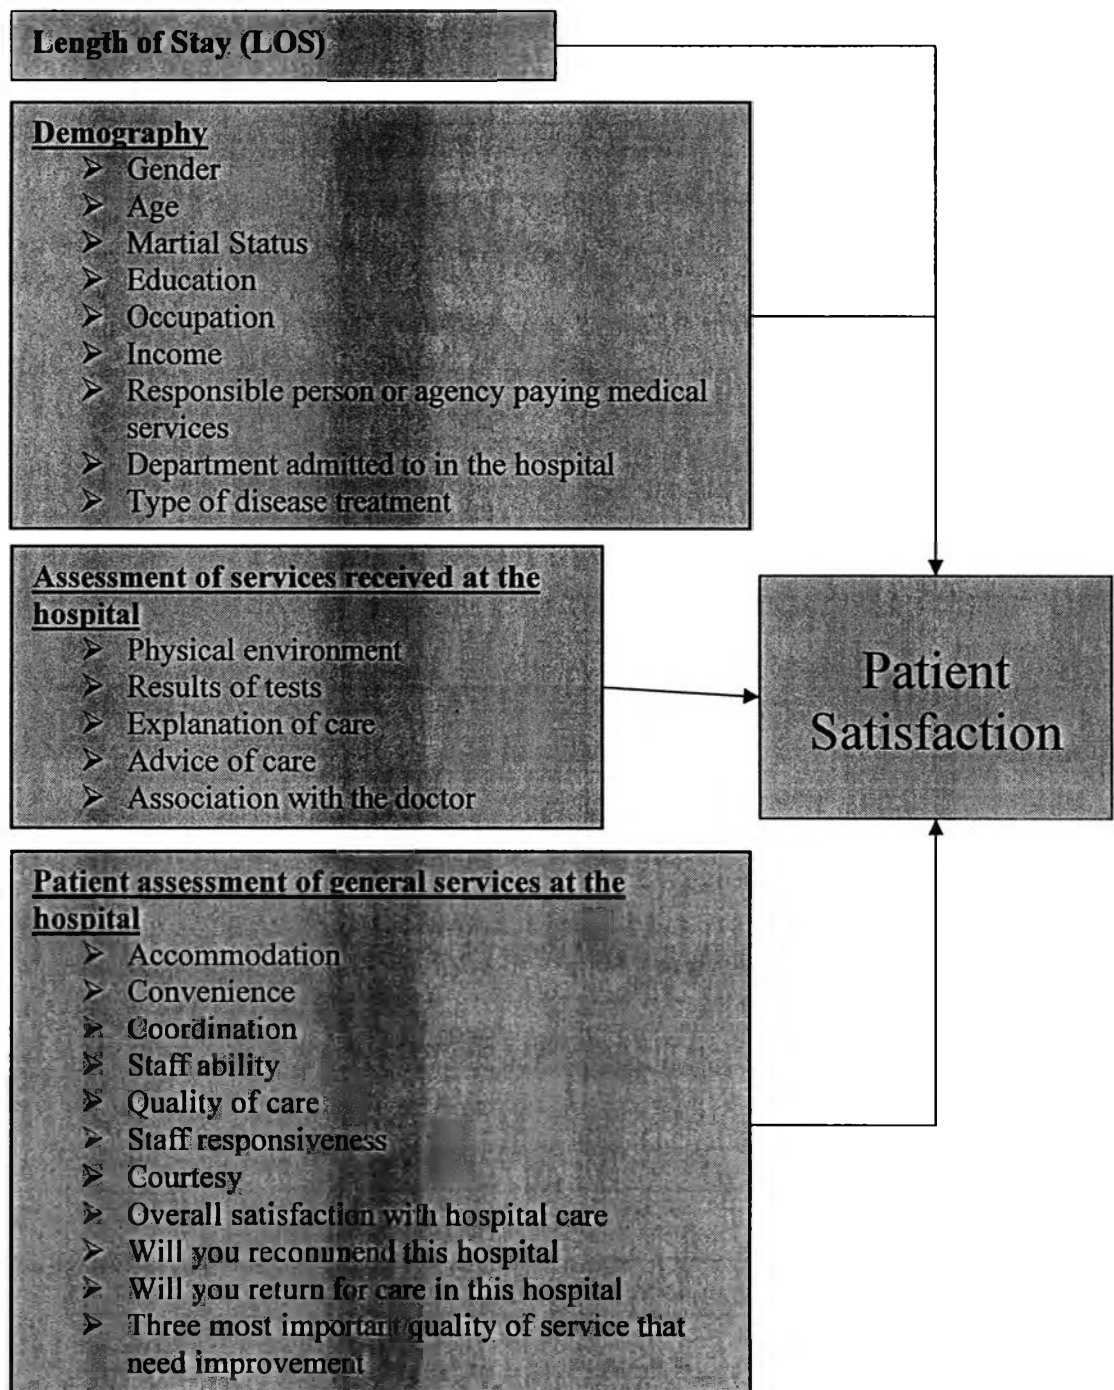 Length of Stay (LOS)
Demography
➤ Gender
➤ Age
➤ Martial Status
➤ Education
➤ Occupation
➤ Income
➤ Responsible person or agency paying medical
services
➤ Department admitted to in the hospital
➤ Type of disease treatment
Assessment of services received at the
hospital
➤ Physical environment
➤ Results of tests
➤ Explanation of care
➤ Advice of care
➤ Association with the doctor
Patient
Satisfaction
Patient assessment of general services at the
hospital
➤ Accommodation
➤ Convenience
➤ Coordination
➤ Staff ability
➤ Quality of care
➤ Staff responsiveness
➤ Courtesy
➤ Overall satisfaction with hospital care
➤ Will you recommend this hospital
➤ Will you return for care in this hospital
➤ Three most important quality of service that
need improvement